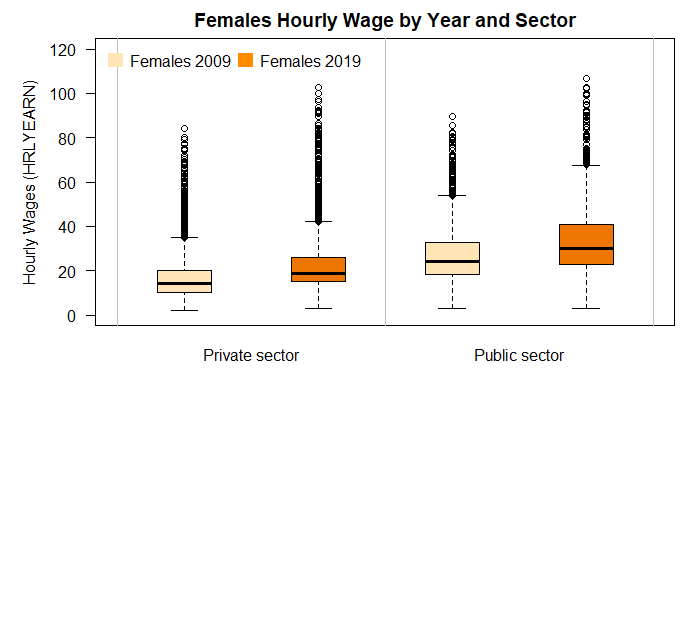 Females Hourly Wage by Year and Sector
Females 2009 Females 2019
Hourly Wages (HRLYEARN)
120
100
80
60
40
20
0
Private sector Public sector